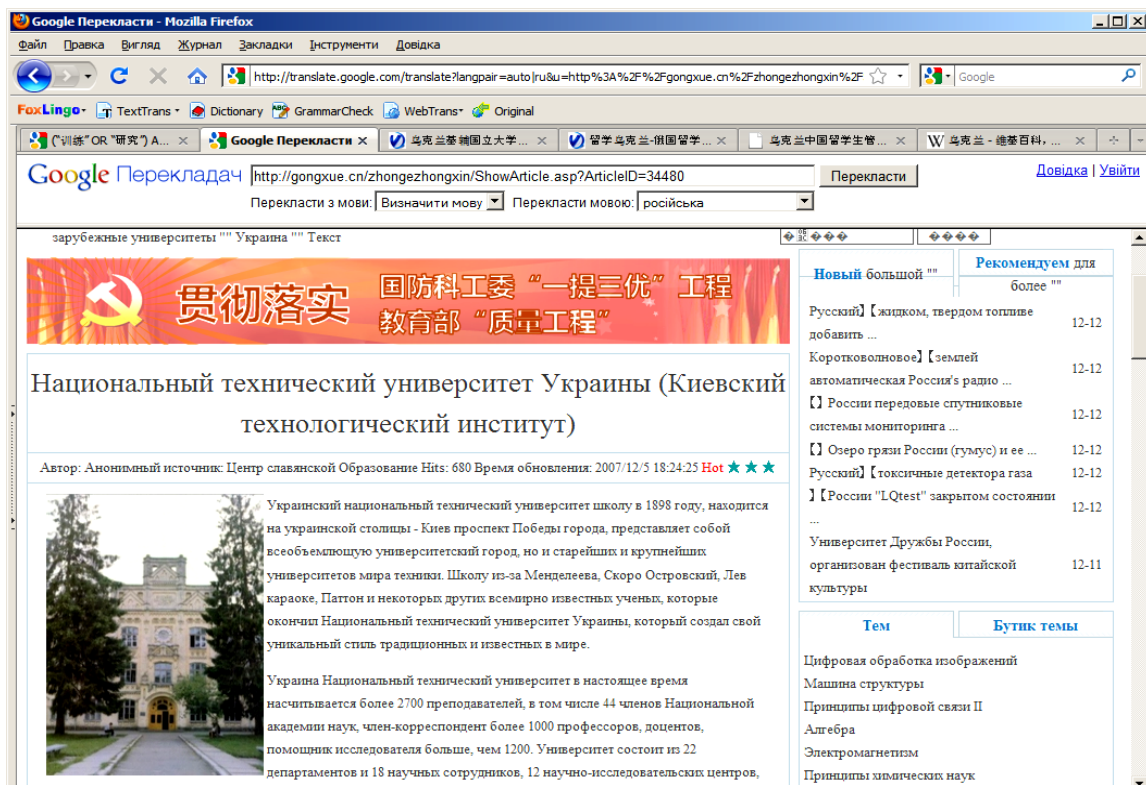 Google Перекласти - Mozilla Firefox
Файл Правка Вигляд Журнал Закладки Інструменти Довідка
http://translate.google.com/translate?langpair=auto|ru&u=http%3A%2F%2Fgongxue.cn%2Fzhongezhongxin%2F
Google
FoxLingo TextTrans Dictionary GrammarCheck WebTrans Original
("训练" OR "研究") A...
Google Перекласти
乌克兰基辅国立大学...
留学乌克兰-俄国留学...
乌克兰中国留学生管...
乌克兰 - 维基百科, ...
Google Перекладач http://gongxue.cn/zhongezhongxin/ShowArticle.asp?ArticleID=34480 Перекласти
Довідка | Увійти
Перекласти з мови: Визначити мову Перекласти мовою: російська
зарубежные университеты "" Украина "" Текст
贯彻落实
国防科工委 “一提三优” 工程
教育部 “质量工程”
Национальный технический университет Украины (Киевский
технологический институт)
Автор: Анонимный источник: Центр славянской Образование Hits: 680 Время обновления: 2007/12/5 18:24:25 Hot
Украинский национальный технический университет школу в 1898 году, находится
на украинской столицы - Киев проспект Победы города, представляет собой
всеобъемлющую университетский город, но и старейших и крупнейших
университетов мира техники. Школу из-за Менделеева, Скоро Островский, Лев
караоке, Паттон и некоторых других всемирно известных ученых, которые
окончил Национальный технический университет Украины, который создал свой
уникальный стиль традиционных и известных в мире.
Украина Национальный технический университет в настоящее время
насчитывается более 2700 преподавателей, в том числе 44 членов Национальной
академии наук, член-корреспондент более 1000 профессоров, доцентов,
помощник исследователя больше, чем 1200. Университет состоит из 22
департаментов и 18 научных сотрудников, 12 научно-исследовательских центров,
Новый большой ""
Рекомендуем для
более ""
Русский】【жидком, твердом топливе
добавить ... 12-12
Коротковолновое】【землей
автоматическая Россия's радио ... 12-12
【】России передовые спутниковые
системы мониторинга ... 12-12
【】Озеро грязи России (гумус) и ее ... 12-12
Русский】【токсичные детектора газа 12-12
】【России "LQtest" закрытом состоянии
... 12-12
Университет Дружбы России,
организован фестиваль китайской 12-11
культуры
Тем
Бутик темы
Цифровая обработка изображений
Машина структуры
Принципы цифровой связи II
Алгебра
Электромагнетизм
Принципы химических наук